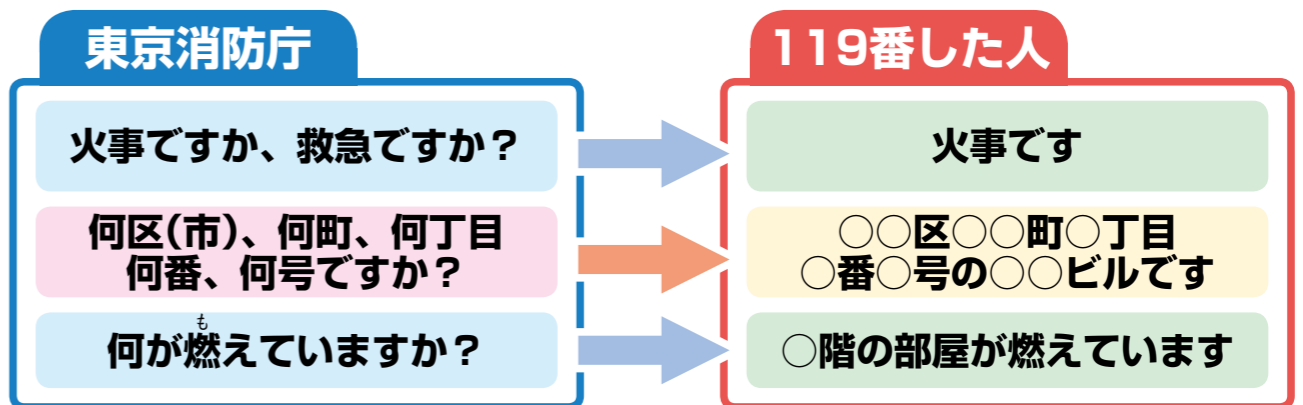 東京消防庁
119番した人
火事ですか、救急ですか？
火事です
何区(市)、何町、何丁目
何番、何号ですか？
○○区○○町○丁目
○番○号の○○ビルです
も
何が燃えていますか？
○階の部屋が燃えています